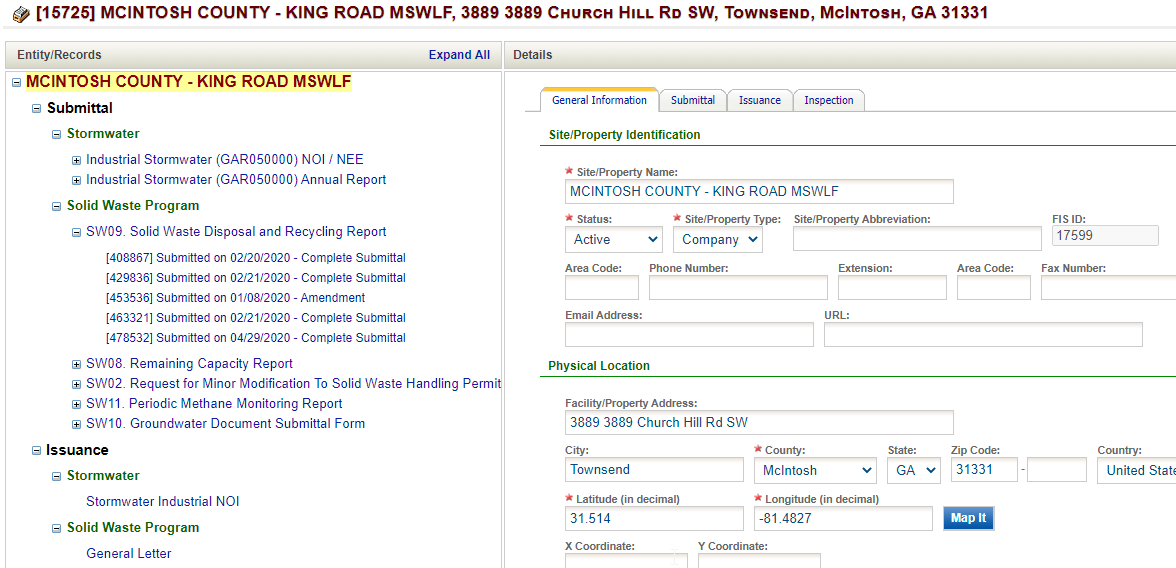 [15725] MCINTOSH COUNTY - KING ROAD MSWLF, 3889 3889 CHURCH HILL RD SW, TOWNSEND, MCINTOSH, GA 31331
Entity/Records Expand All
MCINTOSH COUNTY - KING ROAD MSWLF
Submittal
Stormwater
Industrial Stormwater (GAR050000) NOI / NEE
Industrial Stormwater (GAR050000) Annual Report
Solid Waste Program
SW09. Solid Waste Disposal and Recycling Report
[408867] Submitted on 02/20/2020 - Complete Submittal
[429836] Submitted on 02/21/2020 - Complete Submittal
[453536] Submitted on 01/08/2020 - Amendment
[463321] Submitted on 02/21/2020 - Complete Submittal
[478532] Submitted on 04/29/2020 - Complete Submittal
SW08. Remaining Capacity Report
SW02. Request for Minor Modification To Solid Waste Handling Permit
SW11. Periodic Methane Monitoring Report
SW10. Groundwater Document Submittal Form
Issuance
Stormwater
Stormwater Industrial NOI
Solid Waste Program
General Letter
Details
General Information Submittal Issuance Inspection
Site/Property Identification
* Site/Property Name:
MCINTOSH COUNTY - KING ROAD MSWLF
* Status: * Site/Property Type: Site/Property Abbreviation: FIS ID:
Active Company 17599
Area Code: Phone Number: Extension: Area Code: Fax Number:
Email Address: URL:
Physical Location
Facility/Property Address:
3889 3889 Church Hill Rd SW
City: * County: State: Zip Code: Country:
Townsend McIntosh GA 31331 - United State
* Latitude (in decimal) * Longitude (in decimal)
31.514 -81.4827 Map It
X Coordinate: Y Coordinate: